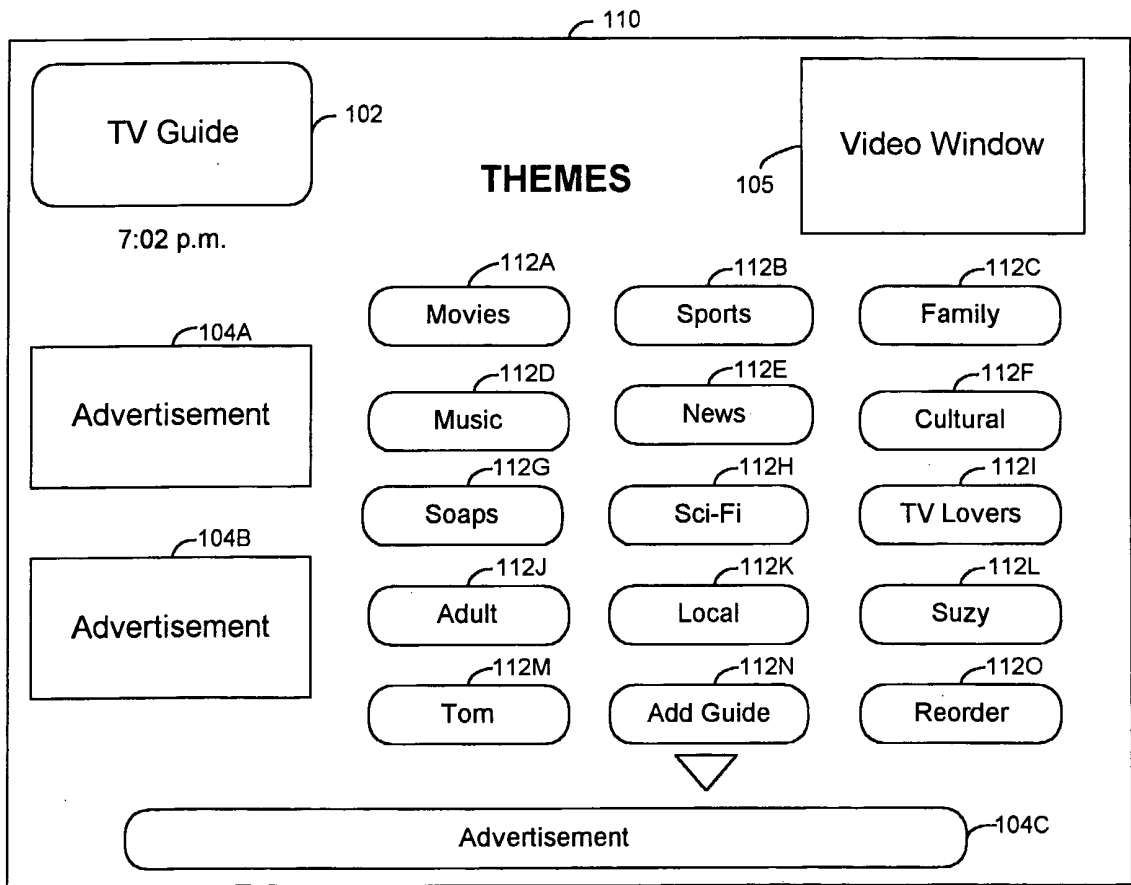 110
TV Guide
102
Video Window
105
THEMES
7:02 p.m.
112A
112B
112C
Movies
Sports
Family
104A
Advertisement
112D
112E
112F
Music
News
Cultural
112G
112H
112I
Soaps
Sci-Fi
TV Lovers
104B
Advertisement
112J
112K
112L
Adult
Local
Suzy
112M
112N
112O
Tom
Add Guide
Reorder
Advertisement
104C